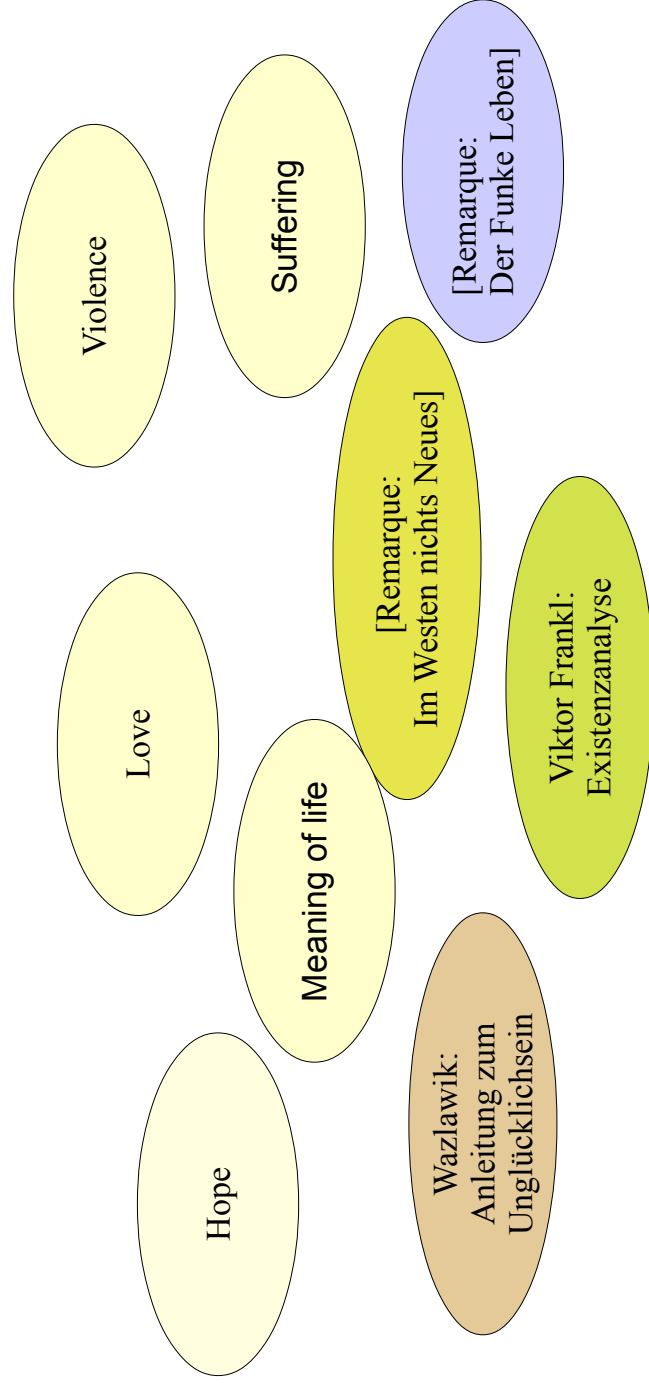 Hope
Love
Violence
Meaning of life
Suffering
[Remarque:
Im Westen nichts Neues]
Wazlawik:
Anleitung zum
Unglücklichsein
[Remarque:
Der Funke Leben]
Viktor Frankl:
Existenzanalyse